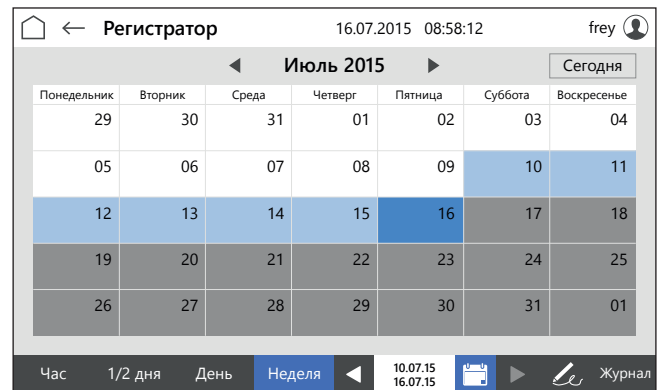 Регистратор 16.07.2015 08:58:12 frey
Июль 2015 Сегодня
Понедельник Вторник Среда Четверг Пятница Суббота Воскресенье
29 30 31 01 02 03 04
05 06 07 08 09 10 11
12 13 14 15 16 17 18
19 20 21 22 23 24 25
26 27 28 29 30 31 01
Час 1/2 дня День Неделя 10.07.15 Журнал
16.07.15